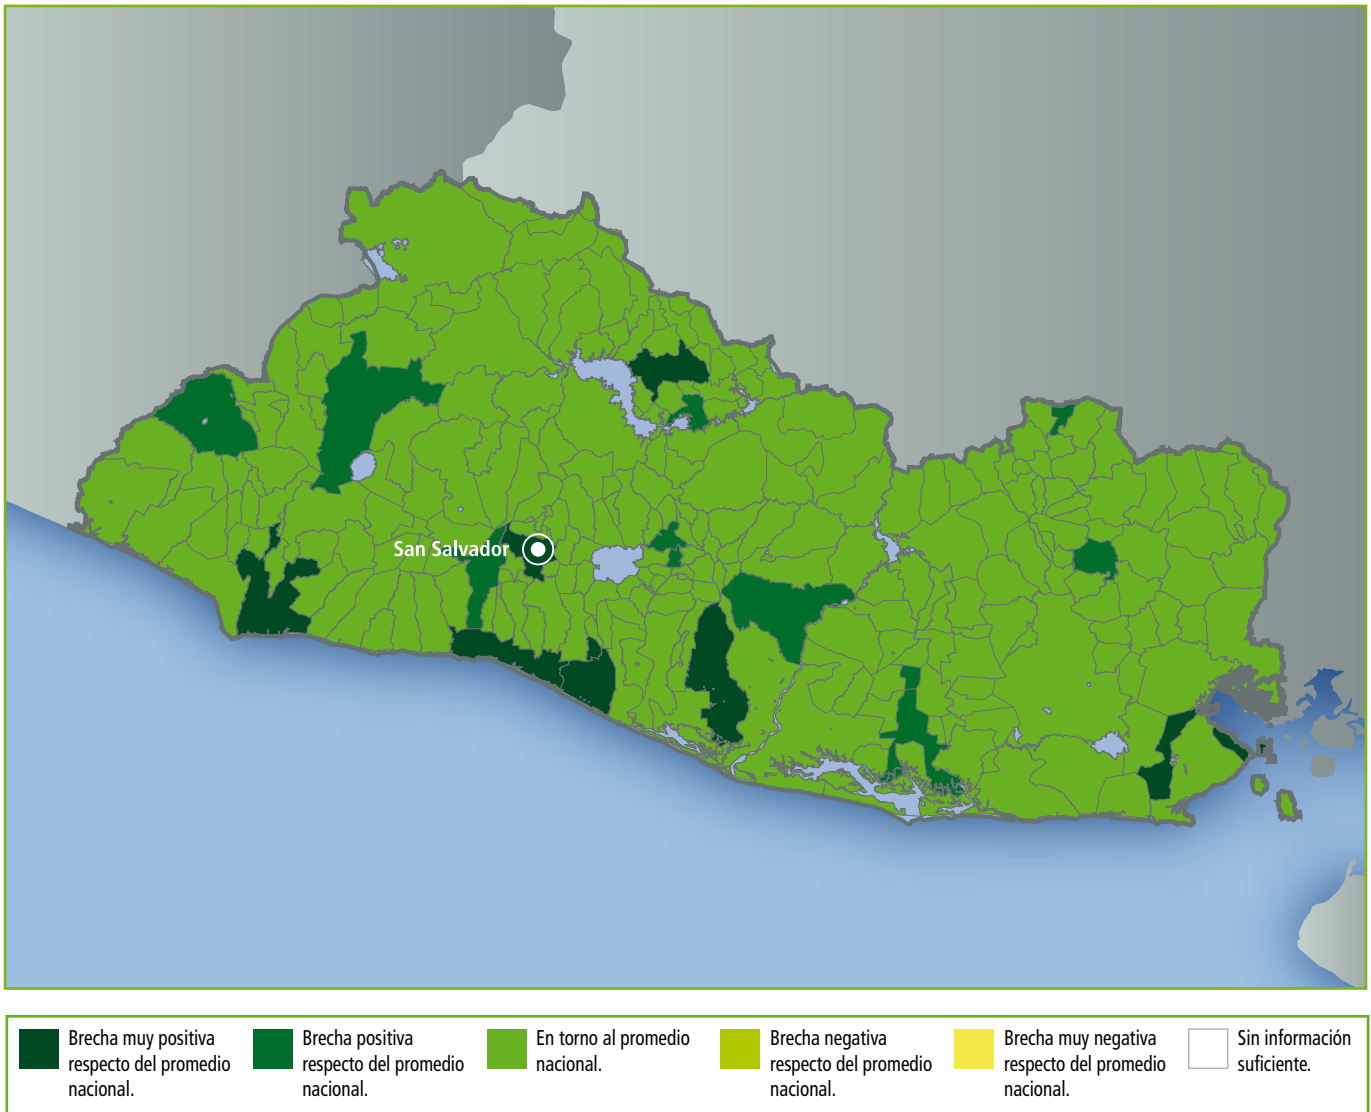 San Salvador
Brecha muy positiva
respecto del promedio
nacional.
Brecha positiva
respecto del promedio
nacional.
En torno al promedio
nacional.
Brecha negativa
respecto del promedio
nacional.
Brecha muy negativa
respecto del promedio
nacional.
Sin información
suficiente.